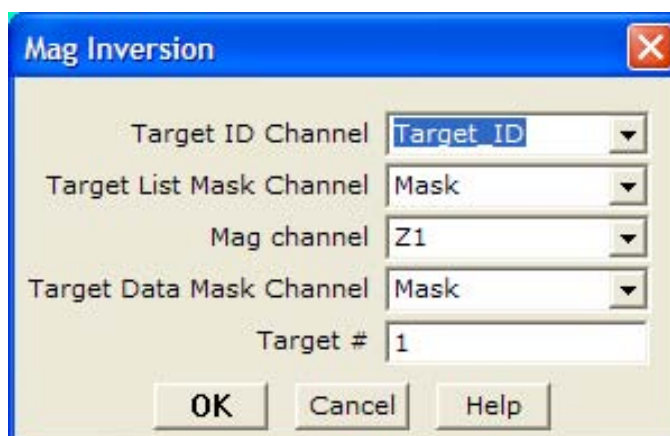 Mag Inversion
Target ID Channel Target_ID
Target List Mask Channel Mask
Mag channel Z1
Target Data Mask Channel Mask
Target # 1
OK Cancel Help